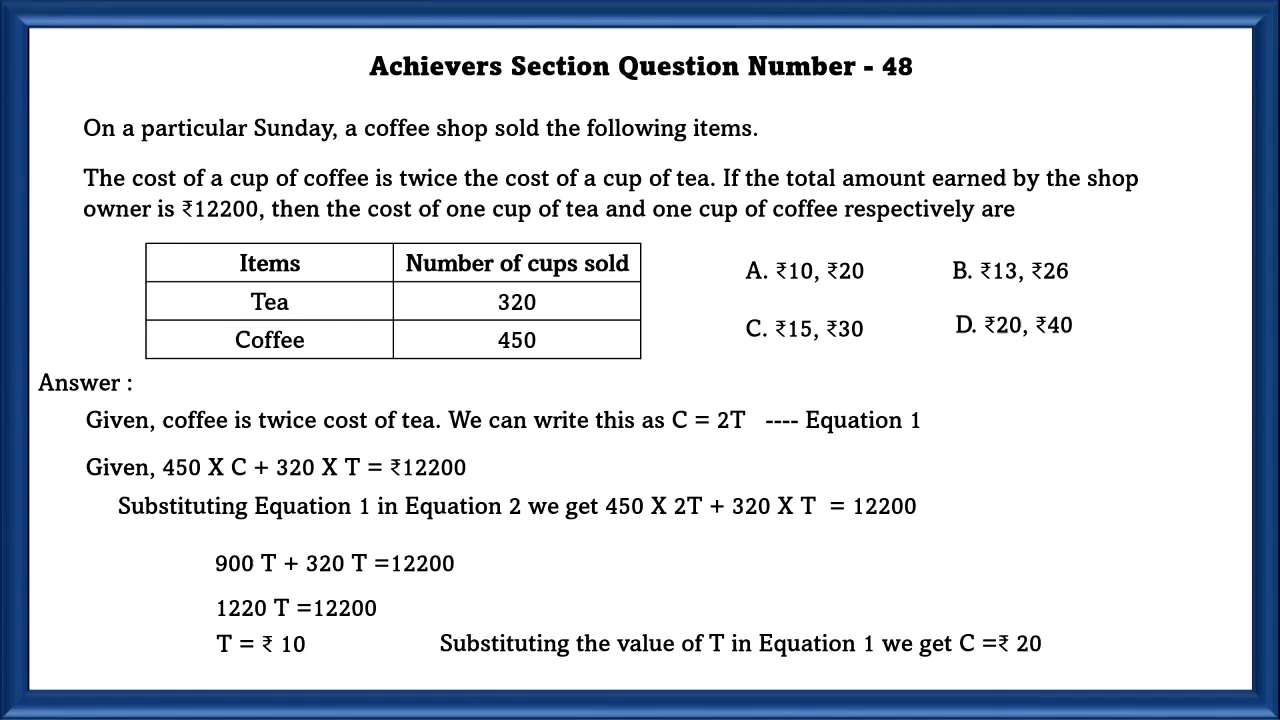 Achievers Section Question Number - 48
On a particular Sunday, a coffee shop sold the following items.
The cost of a cup of coffee is twice the cost of a cup of tea. If the total amount earned by the shop
owner is ₹12200, then the cost of one cup of tea and one cup of coffee respectively are
Items Number of cups sold
Tea 320
Coffee 450
A. ₹10, ₹20 B. ₹13, ₹26
C. ₹15, ₹30 D. ₹20, ₹40
Answer :
Given, coffee is twice cost of tea. We can write this as C = 2T ---- Equation 1
Given, 450 X C + 320 X T = ₹12200
Substituting Equation 1 in Equation 2 we get 450 X 2T + 320 X T = 12200
900 T + 320 T =12200
1220 T =12200
T = ₹ 10 Substituting the value of T in Equation 1 we get C =₹ 20